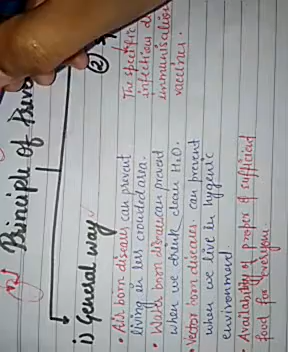 Principle of Preve
i) General way
• Air born diseases can prevent
living in less crowded area.
• Water born disease can prevent
when we drink clean H2O.
• Vector born diseases. can prevent
when we live in hygenic
environment.
• Availability of proper & sufficient
food for everyone.
②
The specific
infectious d
immunisation
vaccines.